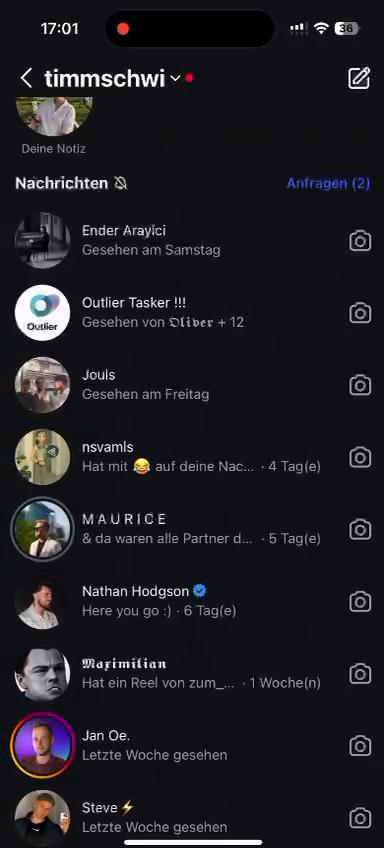 17:01
36
timmschwi
Deine Notiz
Nachrichten
Anfragen (2)
Ender Arayici
Gesehen am Samstag
Outlier Tasker !!!
Outlier
Gesehen von 𝕺𝖑𝖎𝖛𝖊𝖗 + 12
Jouls
Gesehen am Freitag
nsvamls
Hat mit 😂 auf deine Nac... · 4 Tag(e)
M A U R I C E
& da waren alle Partner d... · 5 Tag(e)
Nathan Hodgson
Here you go :) · 6 Tag(e)
𝕸𝖆𝖝𝖎𝖒𝖎𝖑𝖎𝖆𝖓
Hat ein Reel von zum_... · 1 Woche(n)
Jan Oe.
Letzte Woche gesehen
Steve⚡
Letzte Woche gesehen